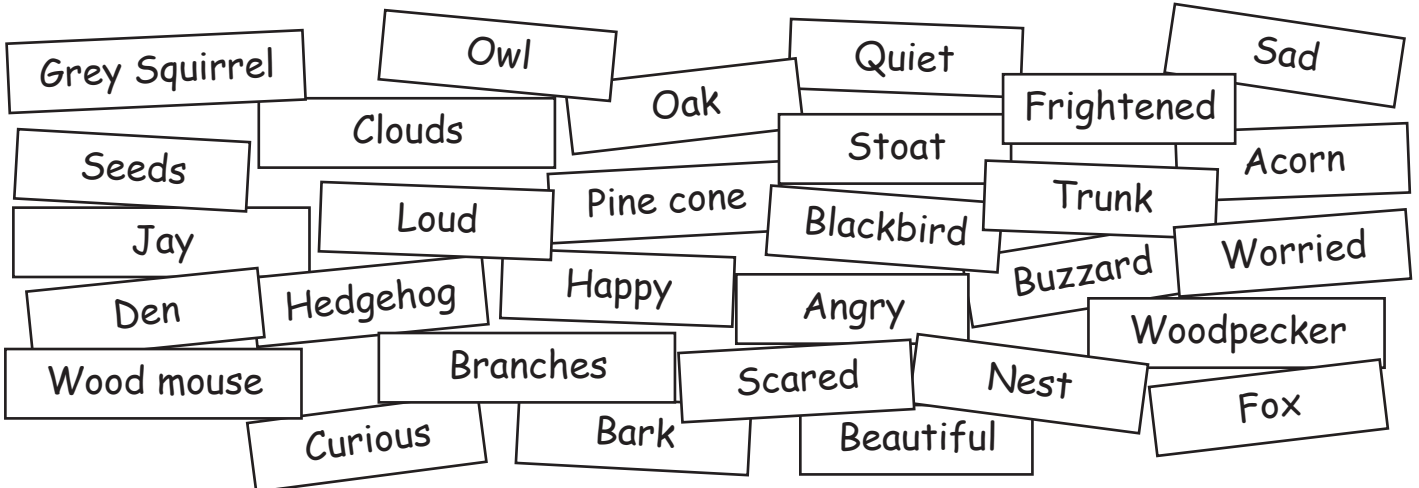 Grey Squirrel
Owl
Quiet
Sad
Clouds
Oak
Frightened
Seeds
Stoat
Acorn
Jay
Loud
Pine cone
Blackbird
Trunk
Worried
Den
Hedgehog
Happy
Angry
Buzzard
Woodpecker
Wood mouse
Branches
Scared
Nest
Fox
Curious
Bark
Beautiful